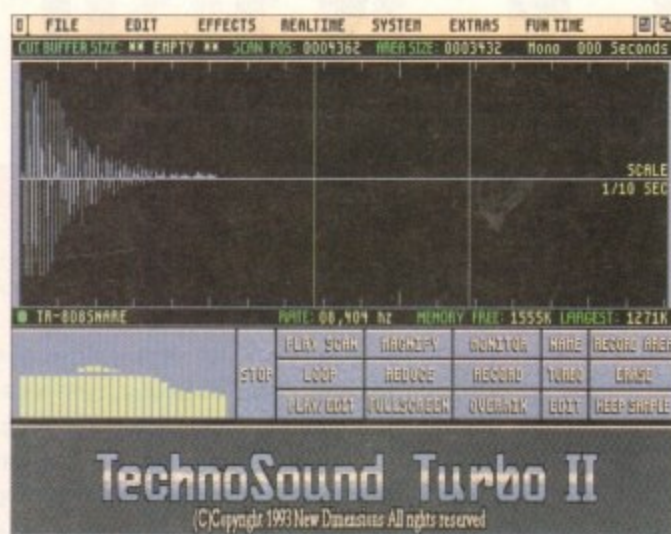 FILE EDIT EFFECTS REALTIME SYSTEM EXTRAS FUN TIME
CUT BUFFER SIZE: ** EMPTY ** SCAN POS: 0004362 AREA SIZE: 0003432 Mono 000 Seconds
SCALE
1/10 SEC
TR-808SNARE RATE: 08,404 hz MEMORY FREE: 1555K LARGEST: 1271K
PLAY SCAN MAGNIFY MONITOR NAME RECORD AREA
STOP LOOP REDUCE RECORD TURBO ERASE
PLAY/EDIT FULLSCREEN OVERMIX EDIT KEEP SAMPLE
TechnoSound Turbo II
(C)Copyright 1993 New Dimensions All rights reserved